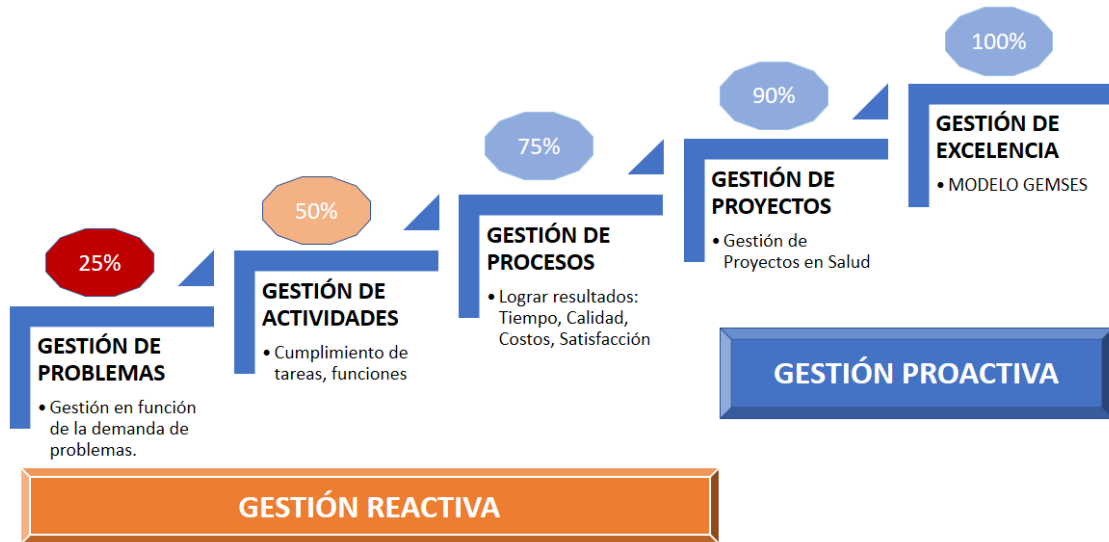 25%
GESTIÓN DE
PROBLEMAS
• Gestión en función
de la demanda de
problemas.
50%
GESTIÓN DE
ACTIVIDADES
• Cumplimiento de
tareas, funciones
75%
GESTIÓN DE
PROCESOS
• Lograr resultados:
Tiempo, Calidad,
Costos, Satisfacción
90%
GESTIÓN DE
PROYECTOS
• Gestión de
Proyectos en Salud
100%
GESTIÓN DE
EXCELENCIA
• MODELO GEMSES
GESTIÓN PROACTIVA
GESTIÓN REACTIVA